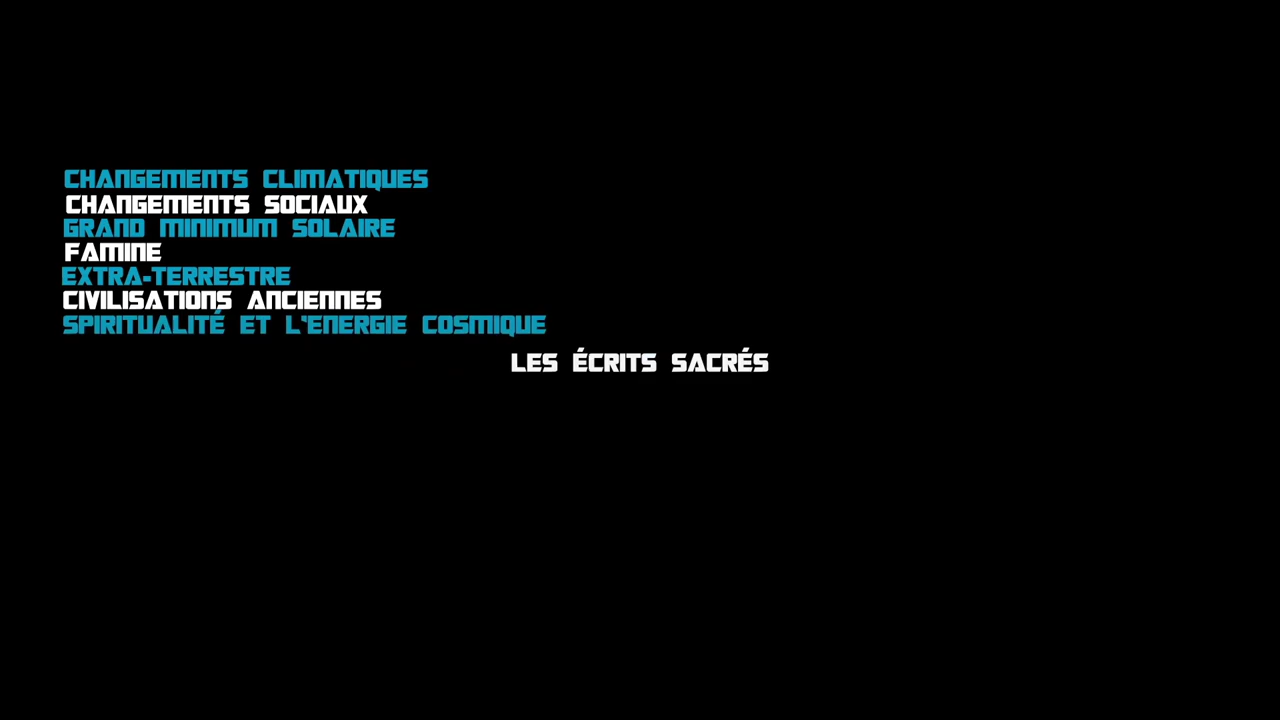 CHANGEMENTS CLIMATIQUES
CHANGEMENTS SOCIAUX
GRAND MINIMUM SOLAIRE
FAMINE
EXTRA-TERRESTRE
CIVILISATIONS ANCIENNES
SPIRITUALITÉ ET L'ENERGIE COSMIQUE
LES ÉCRITS SACRÉS